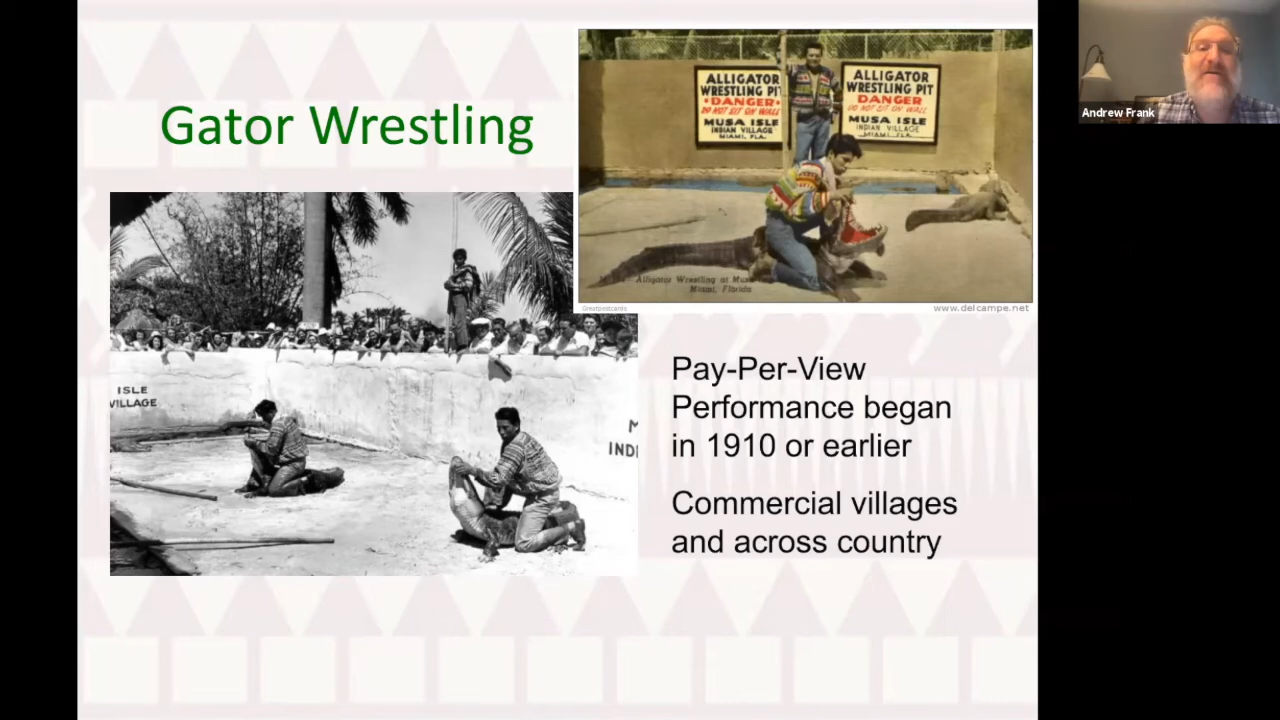 Gator Wrestling
ALLIGATOR
WRESTLING PIT
DANGER
DO NOT SIT ON WALL
MUSA ISLE
INDIAN VILLAGE
MIAMI, FLA.
ALLIGATOR
WRESTLING PIT
DANGER
DO NOT SIT ON WALL
MUSA ISLE
INDIAN VILLAGE
MIAMI, FLA.
Alligator Wrestling at
Miami, Florida
www.delcampe.net
ISLE
VILLAGE
M
INDI
Pay-Per-View
Performance began
in 1910 or earlier
Commercial villages
and across country
Andrew Frank